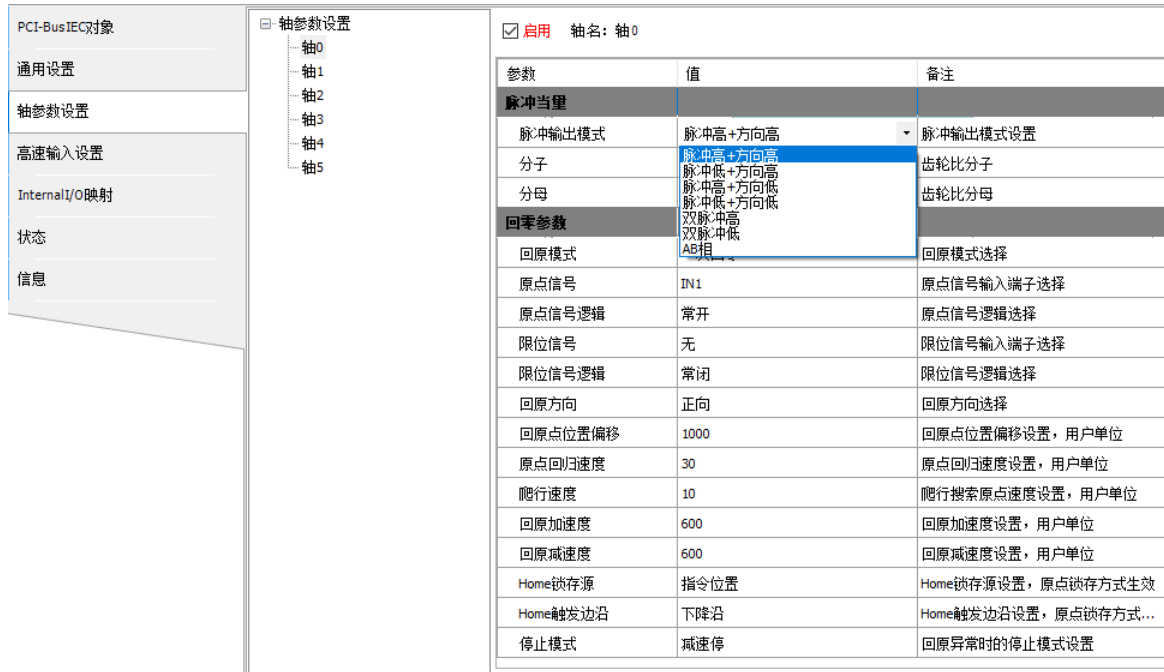 PCI-BusIEC对象
通用设置
轴参数设置
高速输入设置
InternalI/O映射
状态
信息
轴参数设置
轴0
轴1
轴2
轴3
轴4
轴5
启用 轴名：轴0
参数 值 备注
脉冲当量
脉冲输出模式 脉冲高+方向高 脉冲输出模式设置
脉冲高+方向高
脉冲低+方向高
脉冲高+方向低
脉冲低+方向低
双脉冲高
双脉冲低
AB相
分子 齿轮比分子
分母 齿轮比分母
回零参数
回原模式 回原模式选择
原点信号 IN1 原点信号输入端子选择
原点信号逻辑 常开 原点信号逻辑选择
限位信号 无 限位信号输入端子选择
限位信号逻辑 常闭 限位信号逻辑选择
回原方向 正向 回原方向选择
回原点位置偏移 1000 回原点位置偏移设置，用户单位
原点回归速度 30 原点回归速度设置，用户单位
爬行速度 10 爬行搜索原点速度设置，用户单位
回原加速度 600 回原加速度设置，用户单位
回原减速度 600 回原减速度设置，用户单位
Home锁存源 指令位置 Home锁存源设置，原点锁存方式生效
Home触发边沿 下降沿 Home触发边沿设置，原点锁存方式...
停止模式 减速停 回原异常时的停止模式设置